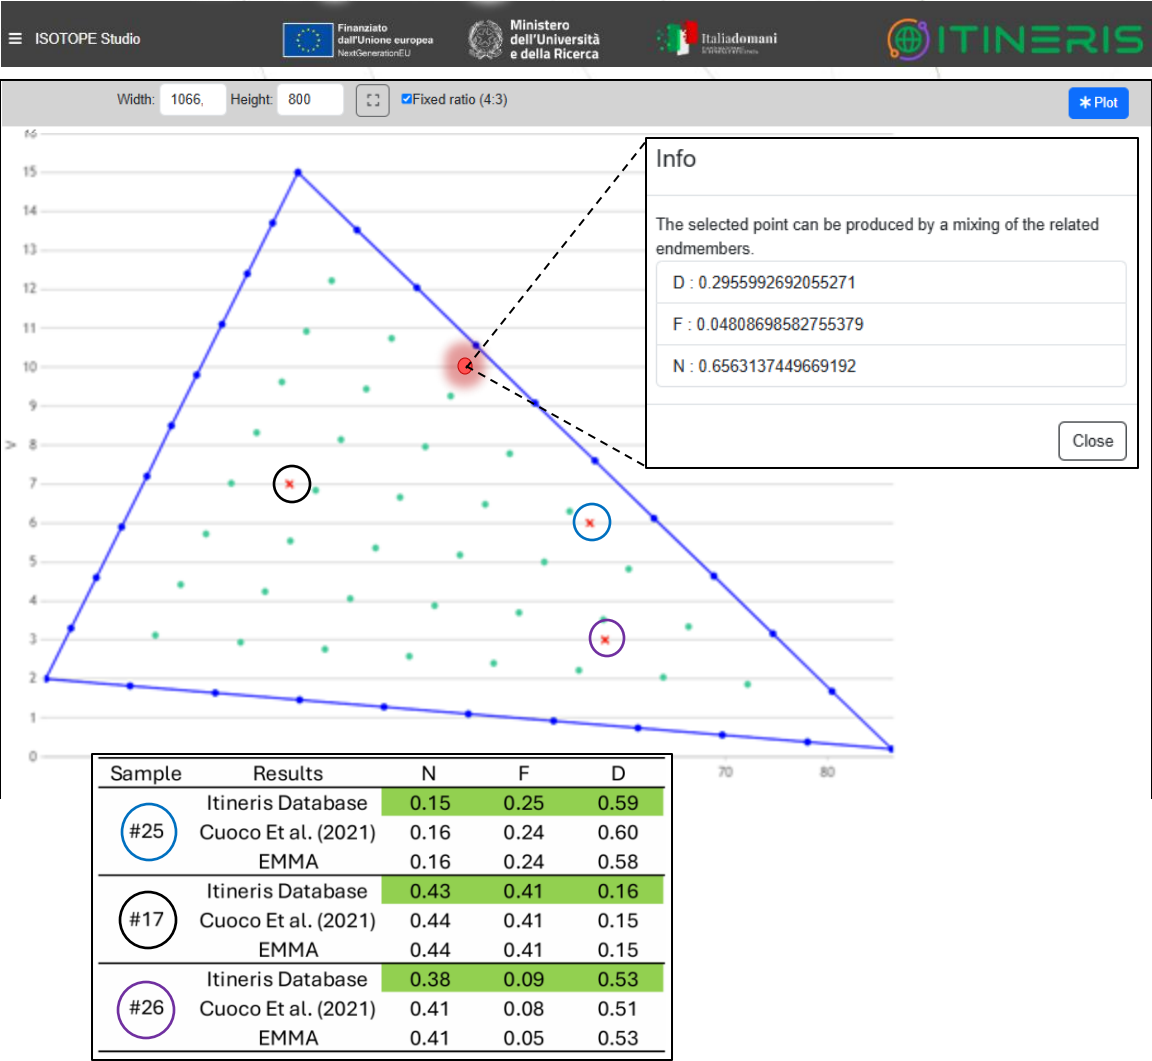 ≡ ISOTOPE Studio
Finanziato
dall'Unione europea
NextGenerationEU
Ministero
dell'Università
e della Ricerca
Italiadomani
ITINERIS
Width: 1066, Height: 800 Fixed ratio (4:3)
Plot
16
15
14
13
12
11
10
9
8
7
6
5
4
3
2
1
0
V
70 80
Info
The selected point can be produced by a mixing of the related
endmembers.
D : 0.2955992692055271
F : 0.04808698582755379
N : 0.6563137449669192
Close
Sample Results N F D
#25
Itineris Database 0.15 0.25 0.59
Cuoco Et al. (2021) 0.16 0.24 0.60
EMMA 0.16 0.24 0.58
#17
Itineris Database 0.43 0.41 0.16
Cuoco Et al. (2021) 0.44 0.41 0.15
EMMA 0.44 0.41 0.15
#26
Itineris Database 0.38 0.09 0.53
Cuoco Et al. (2021) 0.41 0.08 0.51
EMMA 0.41 0.05 0.53